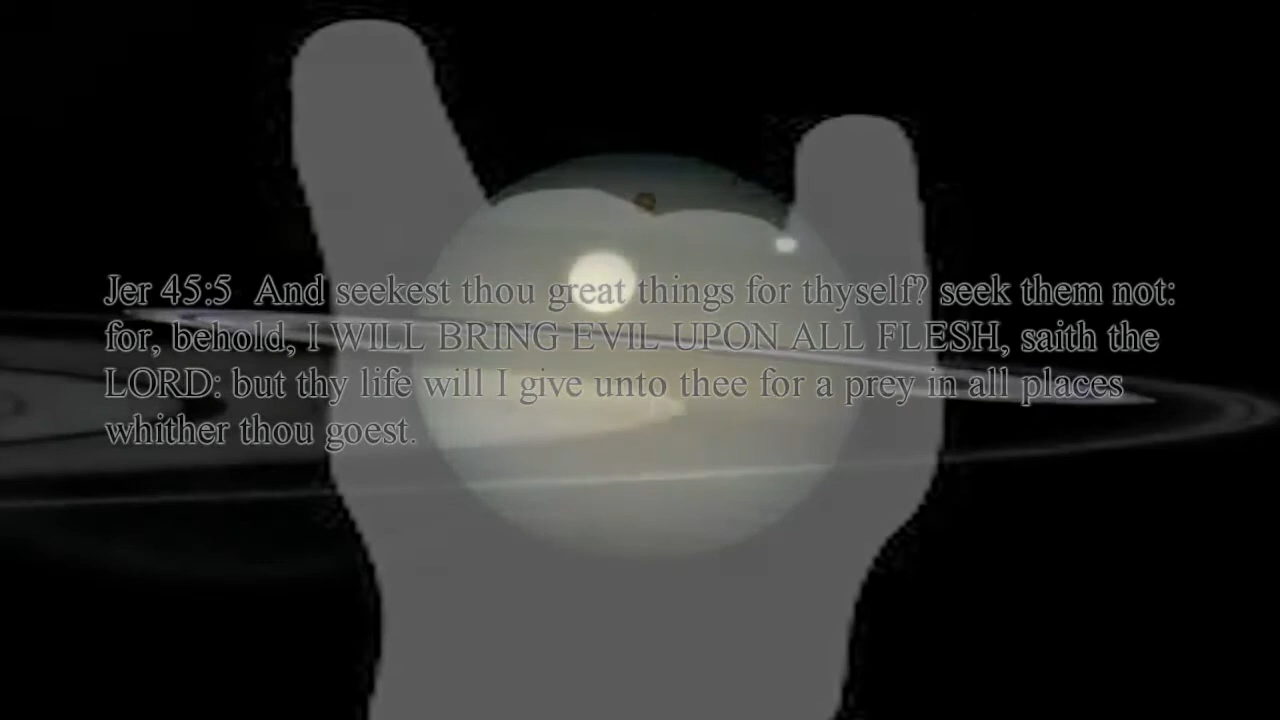 Jer 45:5  And seekest thou great things for thyself? seek them not:
for, behold, I WILL BRING EVIL UPON ALL FLESH, saith the
LORD: but thy life will I give unto thee for a prey in all places
whither thou goest.